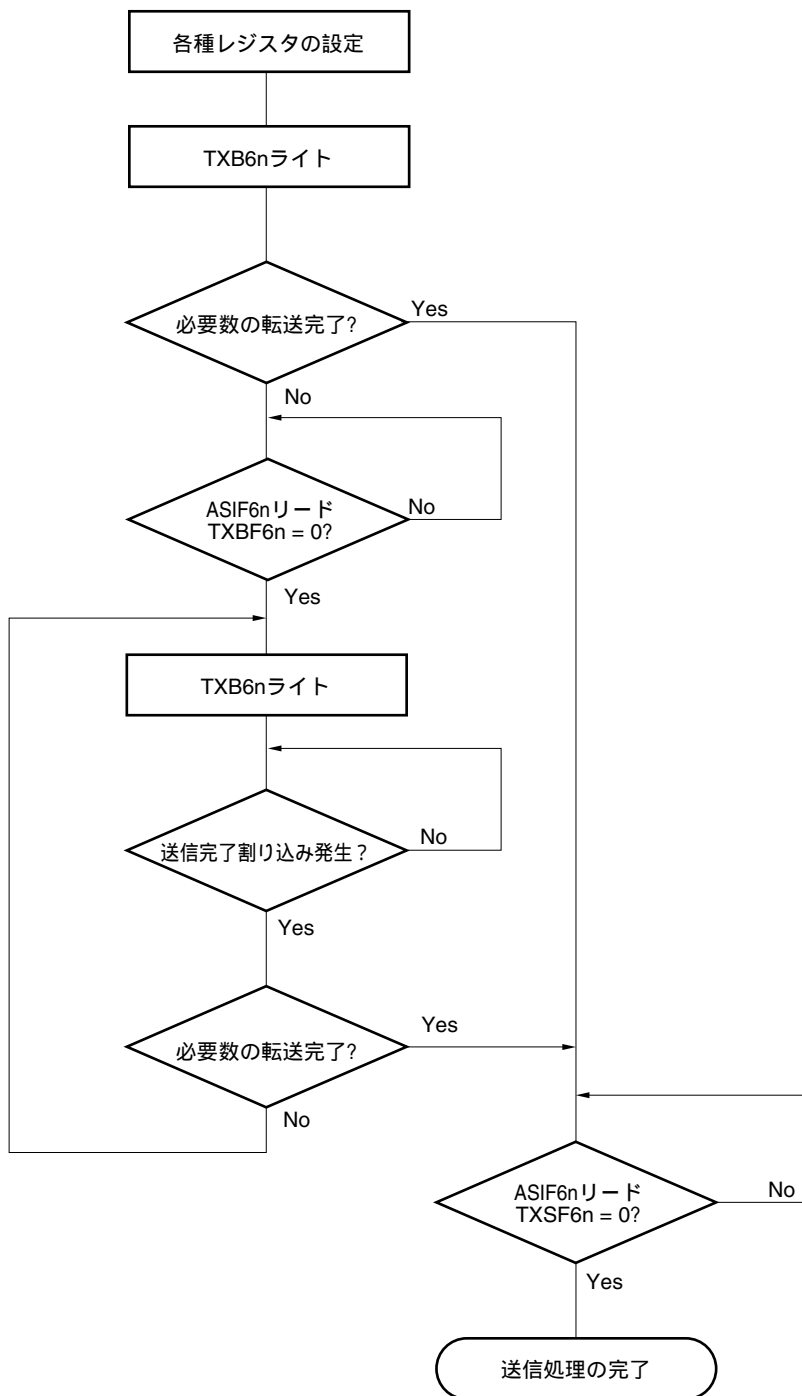 各種レジスタの設定
TXB6nライト
必要数の転送完了?
Yes
No
ASIF6nリード
TXBF6n = 0?
No
Yes
TXB6nライト
送信完了割り込み発生？
No
Yes
必要数の転送完了?
Yes
No
ASIF6nリード
TXSF6n = 0?
No
Yes
送信処理の完了